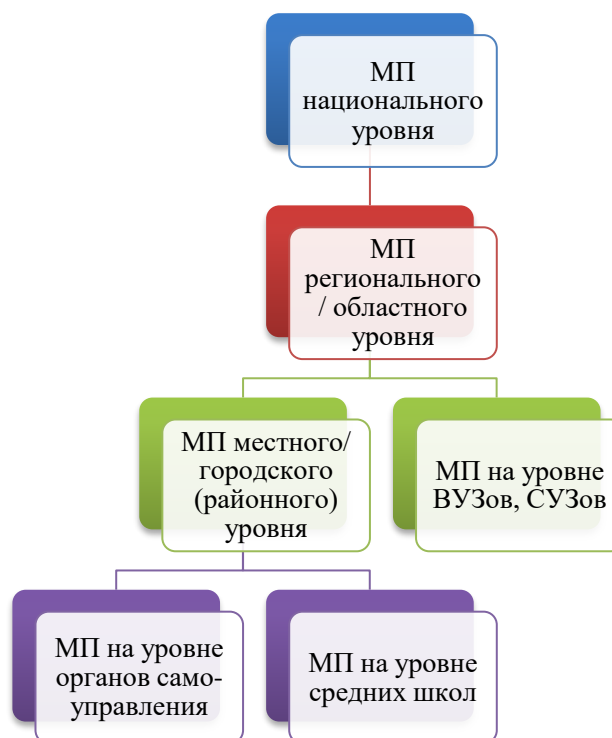 МП
национального
уровня
МП
регионального
/ областного
уровня
МП местного/
городского
(районного)
уровня
МП на уровне
ВУЗов, СУЗов
МП на уровне
органов само-
управления
МП на уровне
средних школ